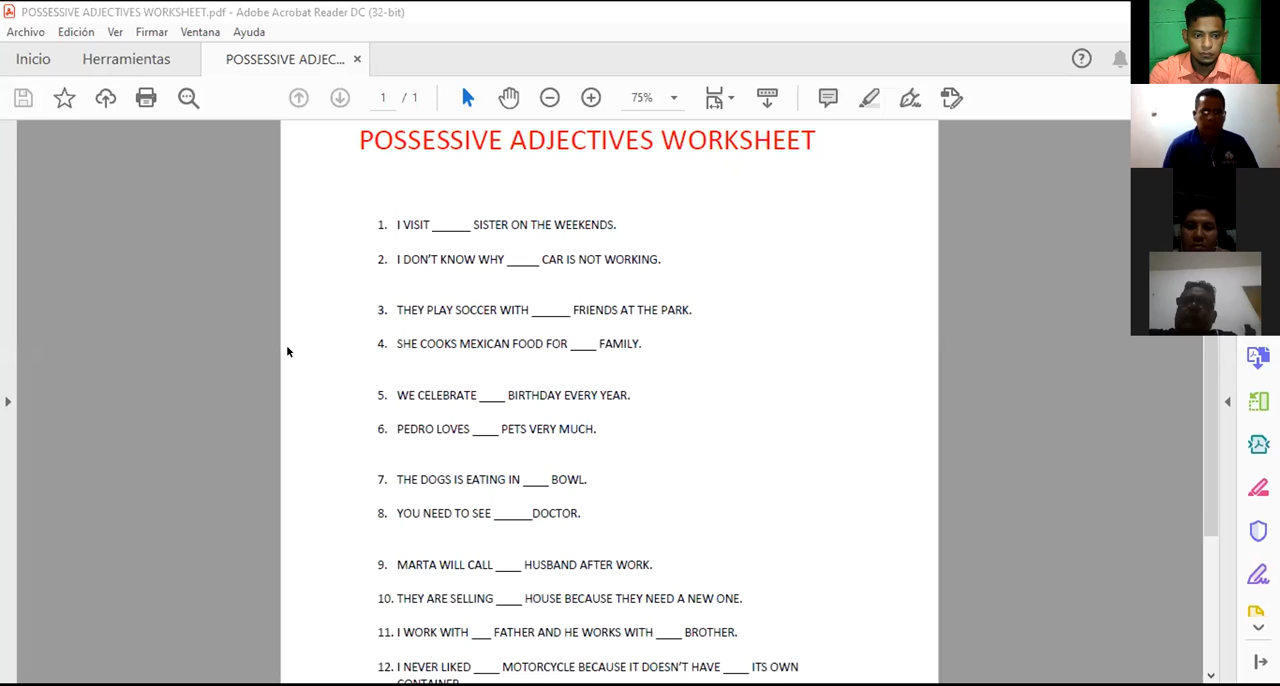 POSSESSIVE ADJECTIVES WORKSHEET.pdf - Adobe Acrobat Reader DC (32-bit)
Archivo Edición Ver Firmar Ventana Ayuda
Inicio Herramientas POSSESSIVE ADJEC... ×
1 / 1 75%
POSSESSIVE ADJECTIVES WORKSHEET
1. I VISIT ______ SISTER ON THE WEEKENDS.
2. I DON'T KNOW WHY _____ CAR IS NOT WORKING.
3. THEY PLAY SOCCER WITH ______ FRIENDS AT THE PARK.
4. SHE COOKS MEXICAN FOOD FOR ____ FAMILY.
5. WE CELEBRATE ____ BIRTHDAY EVERY YEAR.
6. PEDRO LOVES ____ PETS VERY MUCH.
7. THE DOGS IS EATING IN ____ BOWL.
8. YOU NEED TO SEE ______DOCTOR.
9. MARTA WILL CALL ____ HUSBAND AFTER WORK.
10. THEY ARE SELLING ____ HOUSE BECAUSE THEY NEED A NEW ONE.
11. I WORK WITH ___ FATHER AND HE WORKS WITH ____ BROTHER.
12. I NEVER LIKED ____ MOTORCYCLE BECAUSE IT DOESN'T HAVE ____ ITS OWN
CONTAINER